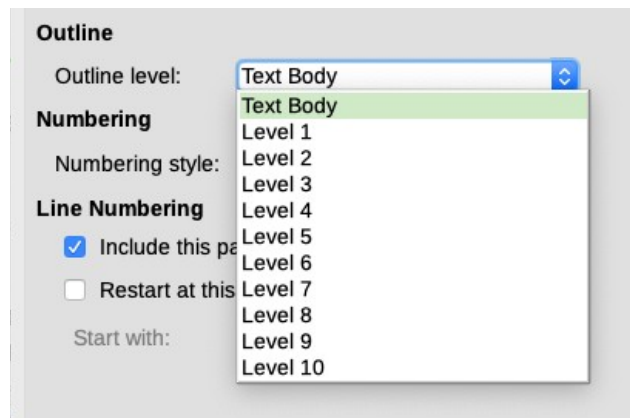 Outline
Outline level: Text Body
Text Body
Numbering
Level 1
Level 2
Numbering style:
Level 3
Line Numbering
Level 4
Level 5
Include this pa
Level 6
Restart at this
Level 7
Level 8
Start with:
Level 9
Level 10